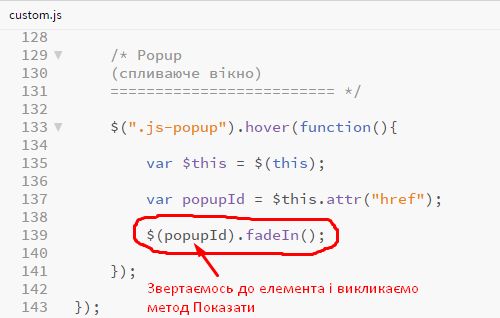 custom.js
128
129 /* Popup
130 (спливаюче вікно)
131 ========================= */
132
133 $(".js-popup").hover(function(){
134
135 var $this = $(this);
136
137 var popupId = $this.attr("href");
138
139 $(popupId).fadeIn();
140
141 });
142
143 });
Звертаємось до елемента і викликаємо
метод Показати